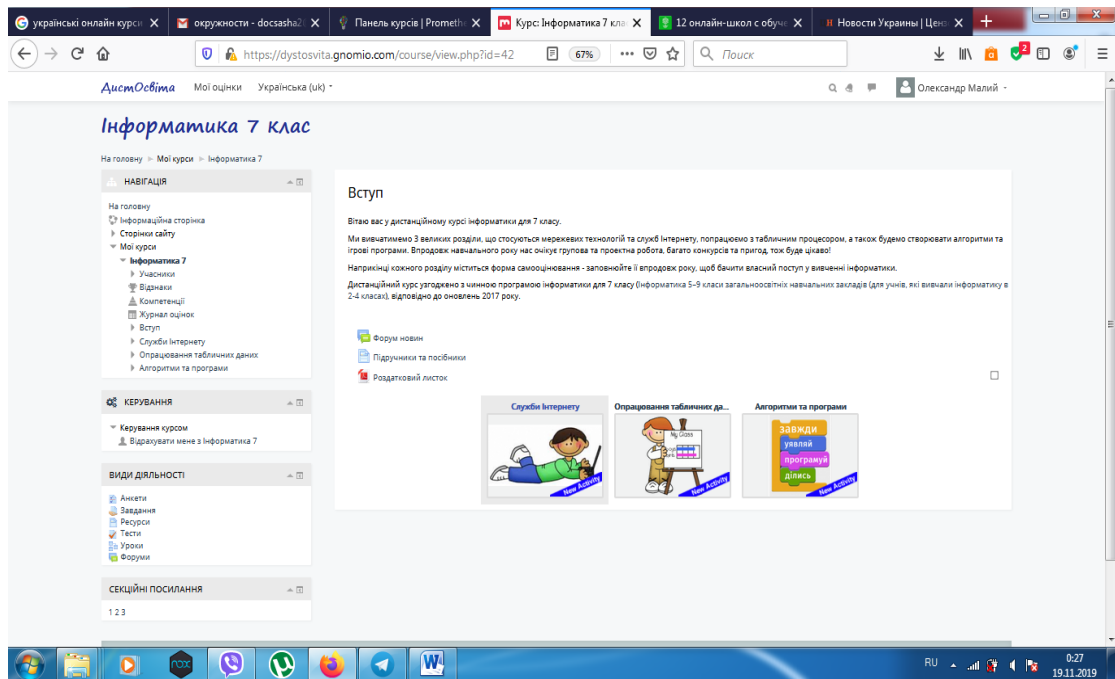 українські онлайн курси
окружности - docsasha2
Панель курсів | Prometh
Курс: Інформатика 7 кла
12 онлайн-школ с обуче
Новости Украины | Ценз
https://dystosvita.gnomio.com/course/view.php?id=42
67%
Поиск
2
ДистОсвіта
Мої оцінки
Українська (uk)
Олександр Малий
Інформатика 7 клас
На головну Мої курси Інформатика 7
НАВІГАЦІЯ
На головну
Інформаційна сторінка
Сторінки сайту
Мої курси
Інформатика 7
Учасники
Відзнаки
Компетенції
Журнал оцінок
Вступ
Служби Інтернету
Опрацювання табличних даних
Алгоритми та програми
КЕРУВАННЯ
Керування курсом
Відрахувати мене з Інформатика 7
ВИДИ ДІЯЛЬНОСТІ
Анкети
Завдання
Ресурси
Тести
Уроки
Форуми
СЕКЦІЙНІ ПОСИЛАННЯ
1 2 3
Вступ
Вітаю вас у дистанційному курсі інформатики для 7 класу.
Ми вивчатимемо 3 великих розділи, що стосуються мережевих технологій та служб Інтернету, попрацюємо з табличним процесором, а також будемо створювати алгоритми та
ігрові програми. Впродовж навчального року нас очікує групова та проектна робота, багато конкурсів та пригод, тож буде цікаво!
Наприкінці кожного розділу міститься форма самооцінювання - заповнюйте її впродовж року, щоб бачити власний поступ у вивченні інформатики.
Дистанційний курс узгоджено з чинною програмою інформатики для 7 класу (Інформатика 5–9 класи загальноосвітніх навчальних закладів (для учнів, які вивчали інформатику в
2-4 класах), відповідно до оновлень 2017 року.
Форум новин
Підручники та посібники
Роздатковий листок
Служби Інтернету
Опрацювання табличних да...
Алгоритми та програми
My Class
завжди
уявляй
програмуй
ділись
New Activity
New Activity
New Activity
nox
RU
0:27
19.11.2019